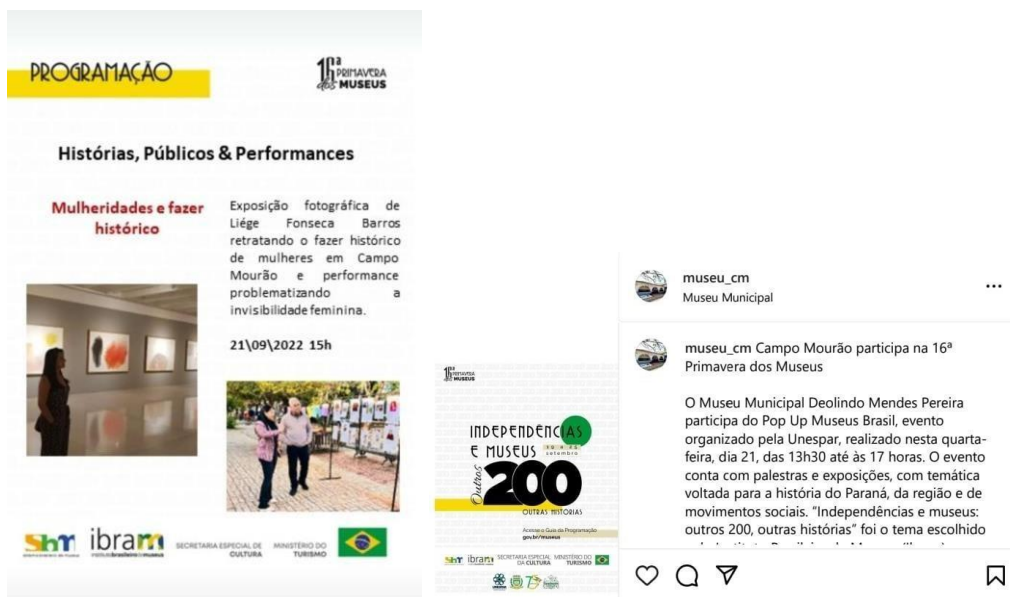 PROGRAMAÇÃO
16ª
PRIMAVERA
dos MUSEUS
Histórias, Públicos & Performances
Mulheridades e fazer
histórico
Exposição fotográfica de
Liége Fonseca Barros
retratando o fazer histórico
de mulheres em Campo
Mourão e performance
problematizando a
invisibilidade feminina.
21\09\2022 15h
ibram
SECRETARIA ESPECIAL DE
CULTURA
MINISTÉRIO DO
TURISMO
16ª
PRIMAVERA
dos MUSEUS
INDEPENDÊNCIAS
E MUSEUS
setembro
Outros
200
OUTRAS HISTÓRIAS
Acesse o Guia da Programação
gov.br/museus
ibram
SECRETARIA ESPECIAL
DA CULTURA
MINISTÉRIO DO
TURISMO
museu_cm
Museu Municipal
museu_cm Campo Mourão participa na 16ª
Primavera dos Museus
O Museu Municipal Deolindo Mendes Pereira
participa do Pop Up Museus Brasil, evento
organizado pela Unespar, realizado nesta quarta-
feira, dia 21, das 13h30 até às 17 horas. O evento
conta com palestras e exposições, com temática
voltada para a história do Paraná, da região e de
movimentos sociais. “Independências e museus:
outros 200, outras histórias” foi o tema escolhido